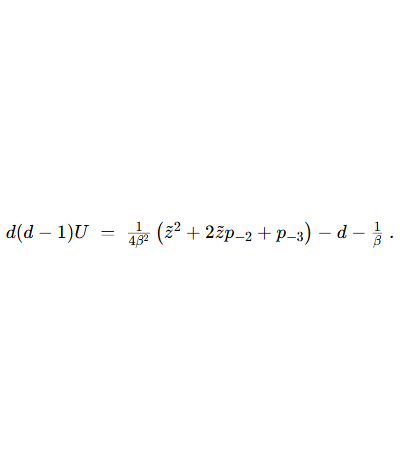 d(d − 1)U = 1/(4β²) (z̃² + 2z̃p₋₂ + p₋₃) − d − 1/β .